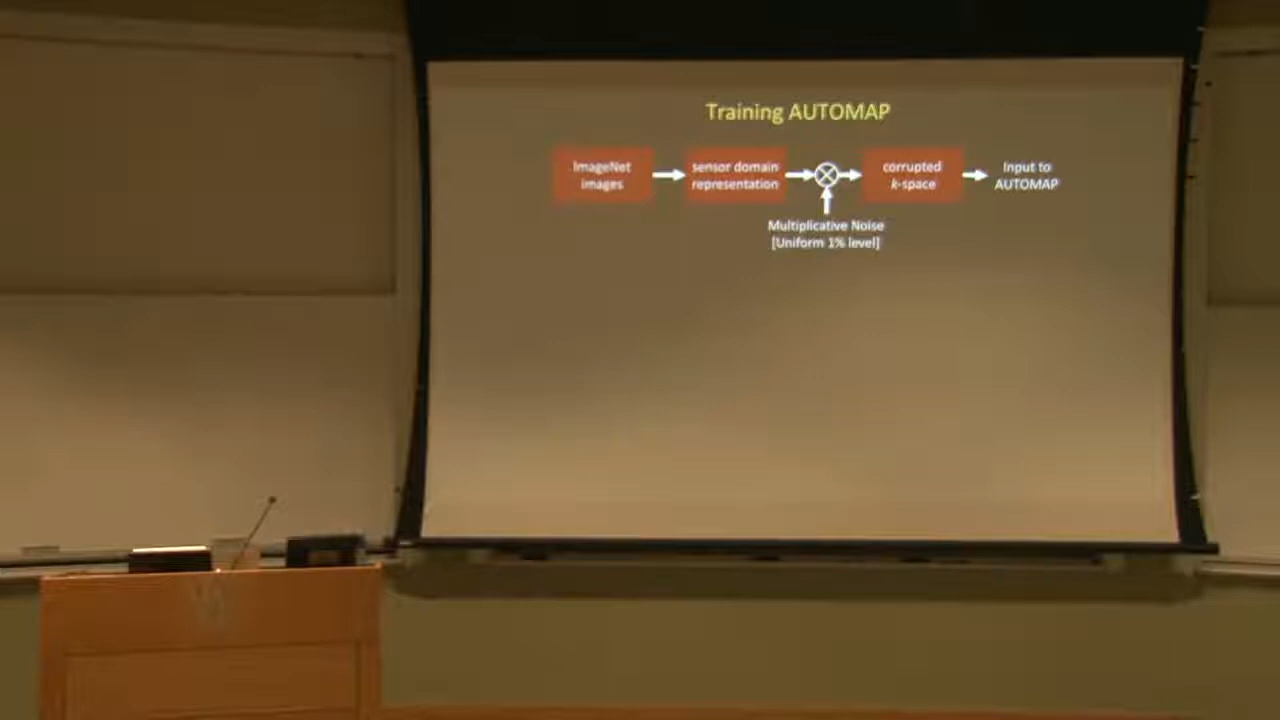 Training AUTOMAP
ImageNet
images
sensor domain
representation
corrupted
k-space
Input to
AUTOMAP
Multiplicative Noise
[Uniform 1% level]